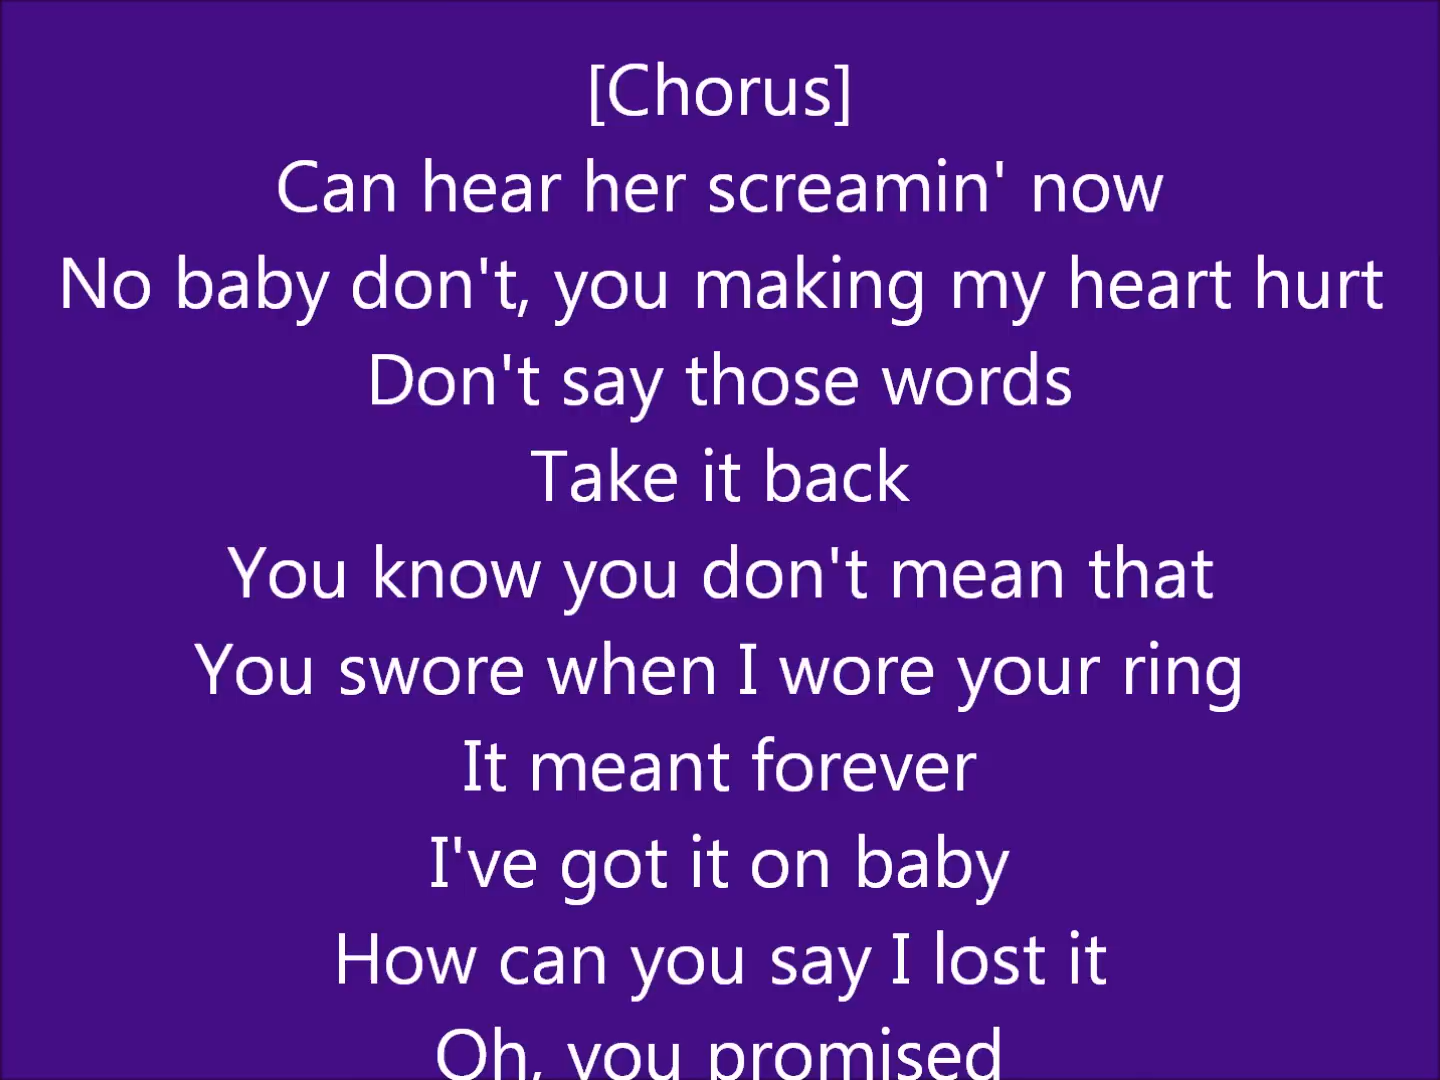 [Chorus]
Can hear her screamin' now
No baby don't, you making my heart hurt
Don't say those words
Take it back
You know you don't mean that
You swore when I wore your ring
It meant forever
I've got it on baby
How can you say I lost it
Oh, you promised